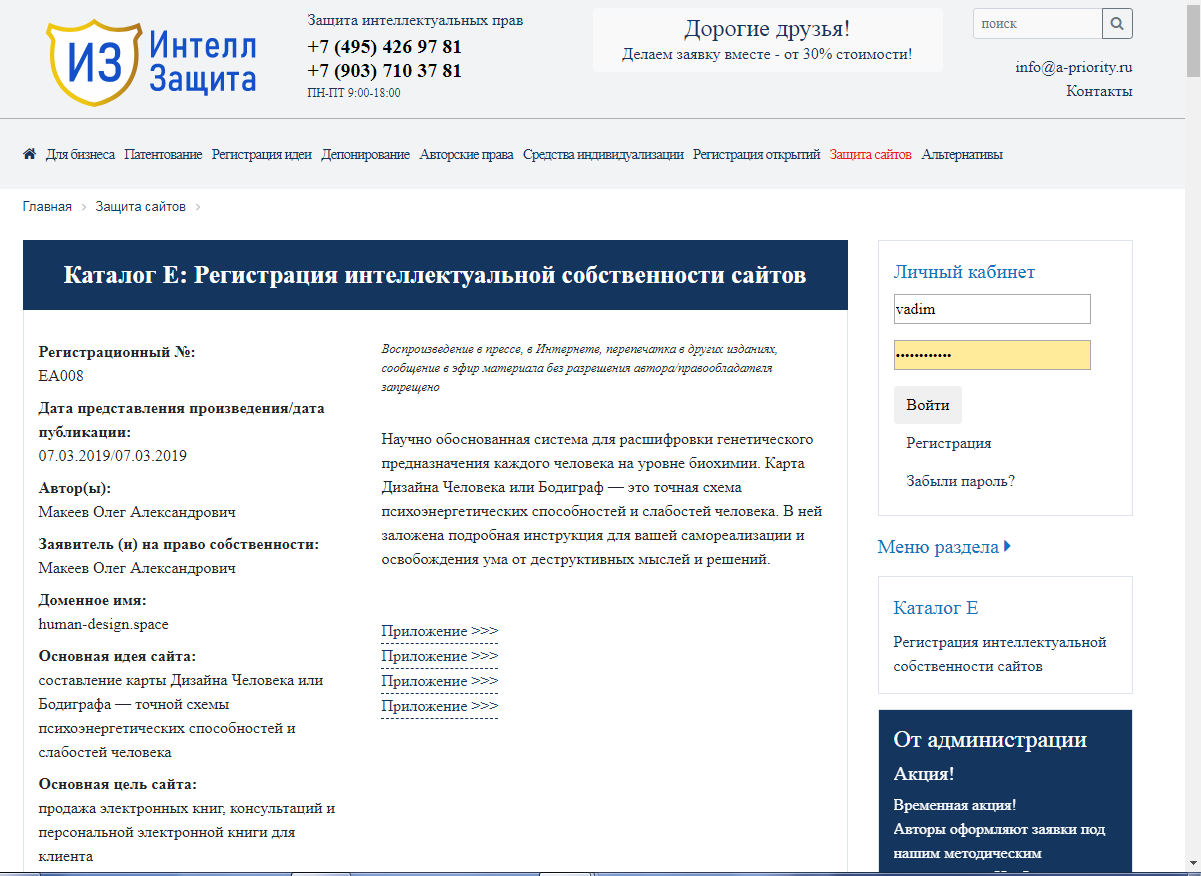 ИЗ
Интелл
Защита
Защита интеллектуальных прав
+7 (495) 426 97 81
+7 (903) 710 37 81
ПН-ПТ 9:00-18:00
Дорогие друзья!
Делаем заявку вместе - от 30% стоимости!
поиск
info@a-priority.ru
Контакты
Для бизнеса Патентование Регистрация идеи Депонирование Авторские права Средства индивидуализации Регистрация открытий Защита сайтов Альтернативы
Главная > Защита сайтов >
Каталог Е: Регистрация интеллектуальной собственности сайтов
Регистрационный №:
EA008
Дата представления произведения/дата
публикации:
07.03.2019/07.03.2019
Автор(ы):
Макеев Олег Александрович
Заявитель (и) на право собственности:
Макеев Олег Александрович
Доменное имя:
human-design.space
Основная идея сайта:
составление карты Дизайна Человека или
Бодиграфа — точной схемы
психоэнергетических способностей и
слабостей человека
Основная цель сайта:
продажа электронных книг, консультаций и
персональной электронной книги для
клиента
Воспроизведение в прессе, в Интернете, перепечатка в других изданиях,
сообщение в эфир материала без разрешения автора/правообладателя
запрещено
Научно обоснованная система для расшифровки генетического
предназначения каждого человека на уровне биохимии. Карта
Дизайна Человека или Бодиграф — это точная схема
психоэнергетических способностей и слабостей человека. В ней
заложена подробная инструкция для вашей самореализации и
освобождения ума от деструктивных мыслей и решений.
Приложение >>>
Приложение >>>
Приложение >>>
Приложение >>>
Личный кабинет
vadim
••••••••••••
Войти
Регистрация
Забыли пароль?
Меню раздела
Каталог Е
Регистрация интеллектуальной
собственности сайтов
От администрации
Акция!
Временная акция!
Авторы оформляют заявки под
нашим методическим